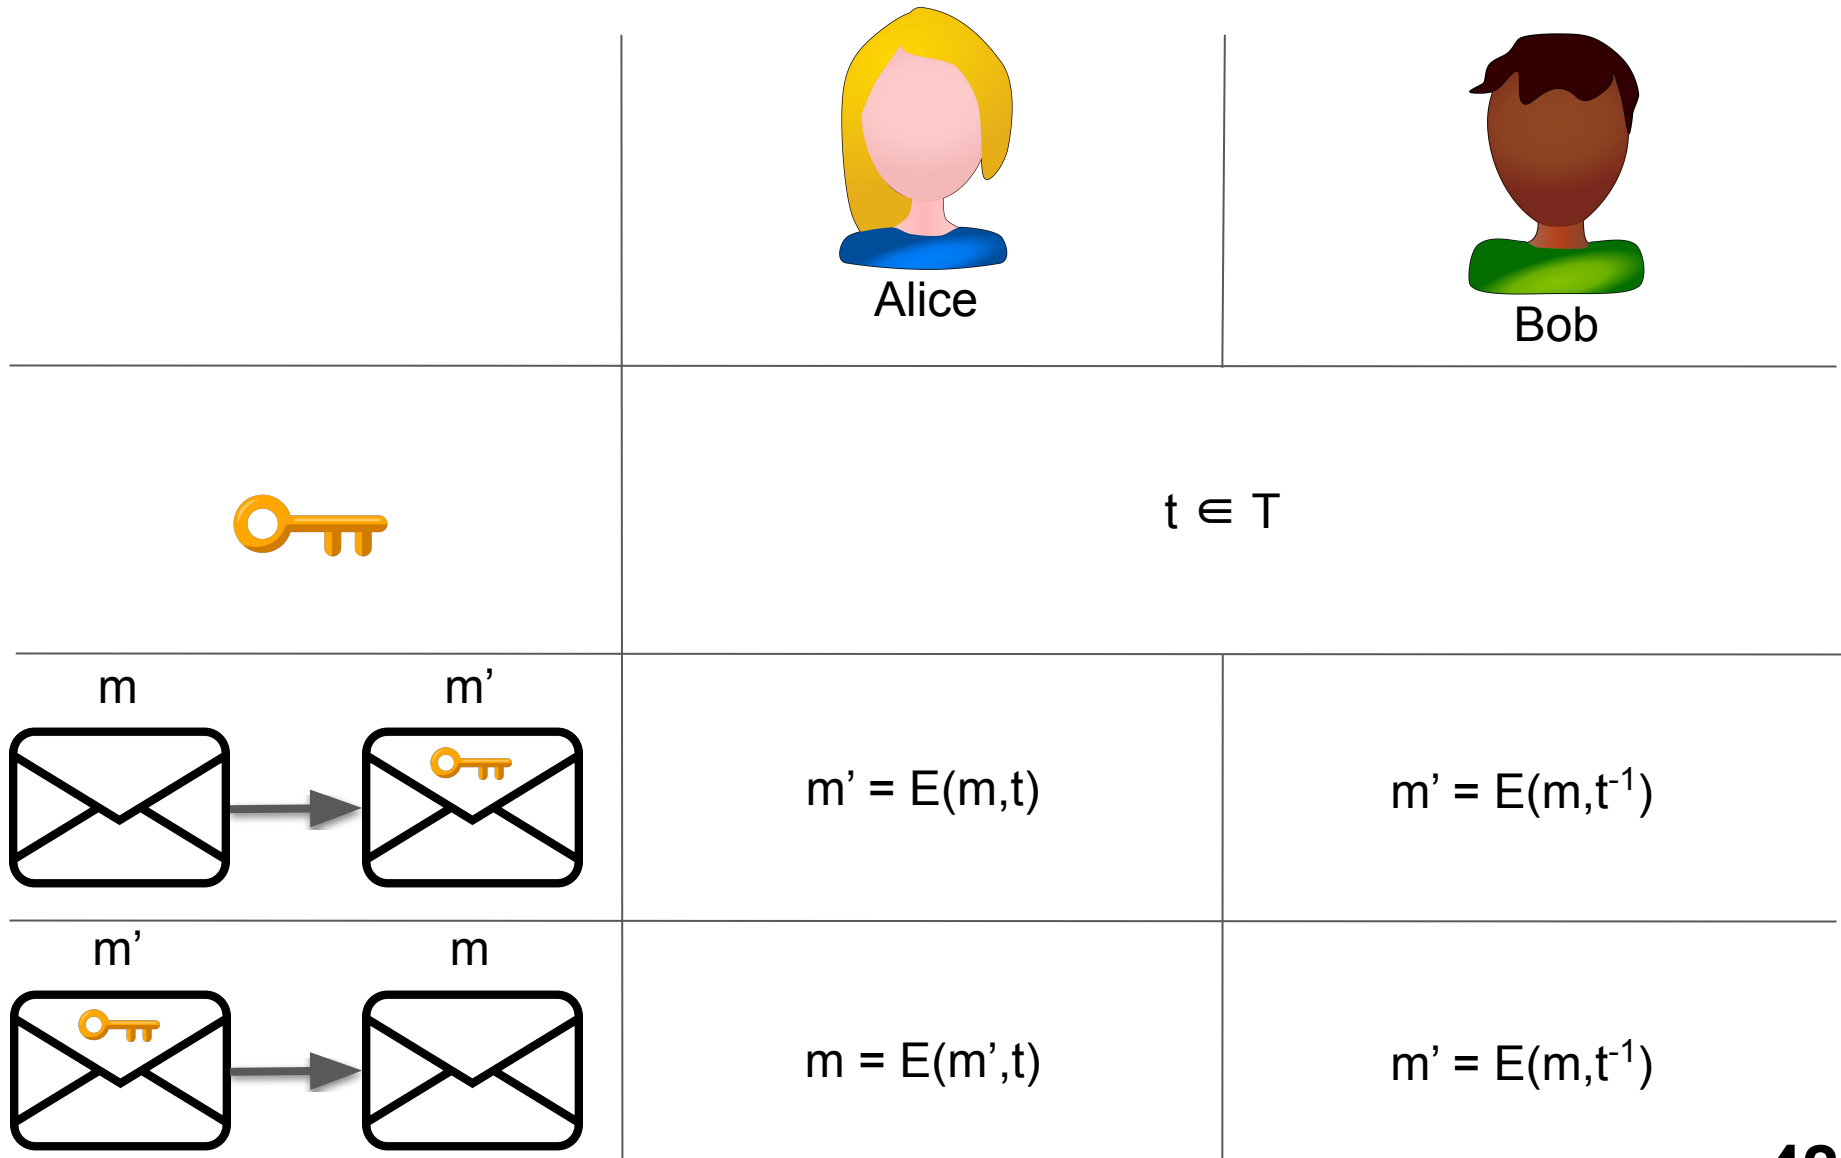 Alice
Bob
t ∈ T
m m’
m’ = E(m,t)
m’ = E(m,t⁻¹)
m’ m
m = E(m’,t)
m’ = E(m,t⁻¹)